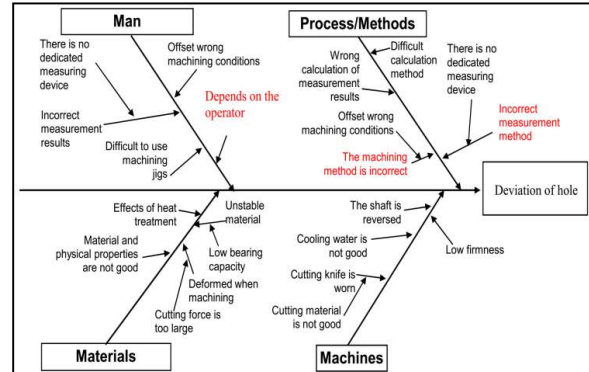 Man
Process/Methods
There is no
dedicated
measuring
device
Offset wrong
machining conditions
Depends on the
operator
Incorrect
measurement
results
Difficult to use
machining
jigs
Wrong
calculation of
measurement
results
Difficult
calculation
method
There is no
dedicated
measuring
device
Offset wrong
machining conditions
Incorrect
measurement
method
The machining
method is incorrect
Deviation of hole
Effects of heat
treatment
Unstable
material
Material and
physical properties
are not good
Low bearing
capacity
Deformed when
machining
Cutting force is
too large
The shaft is
reversed
Cooling water is
not good
Low firmness
Cutting knife is
worn
Cutting material
is not good
Materials
Machines